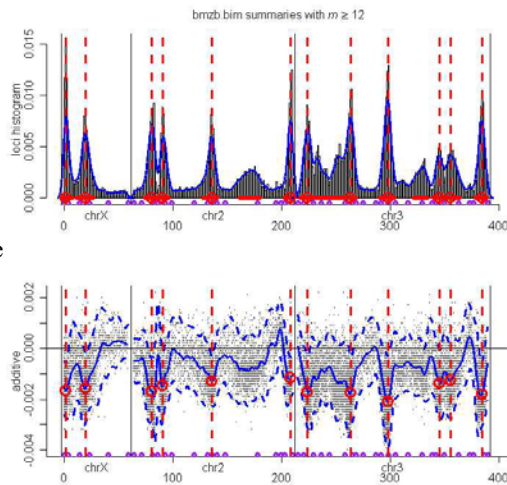 bmzb.bim summaries with m ≥ 12
loci histogram
0.015
0.010
0.005
0.000
0 100 200 300 400
chrX chr2 chr3
e
additive
0.002
0.000
-0.002
-0.004
0 100 200 300 400
chrX chr2 chr3